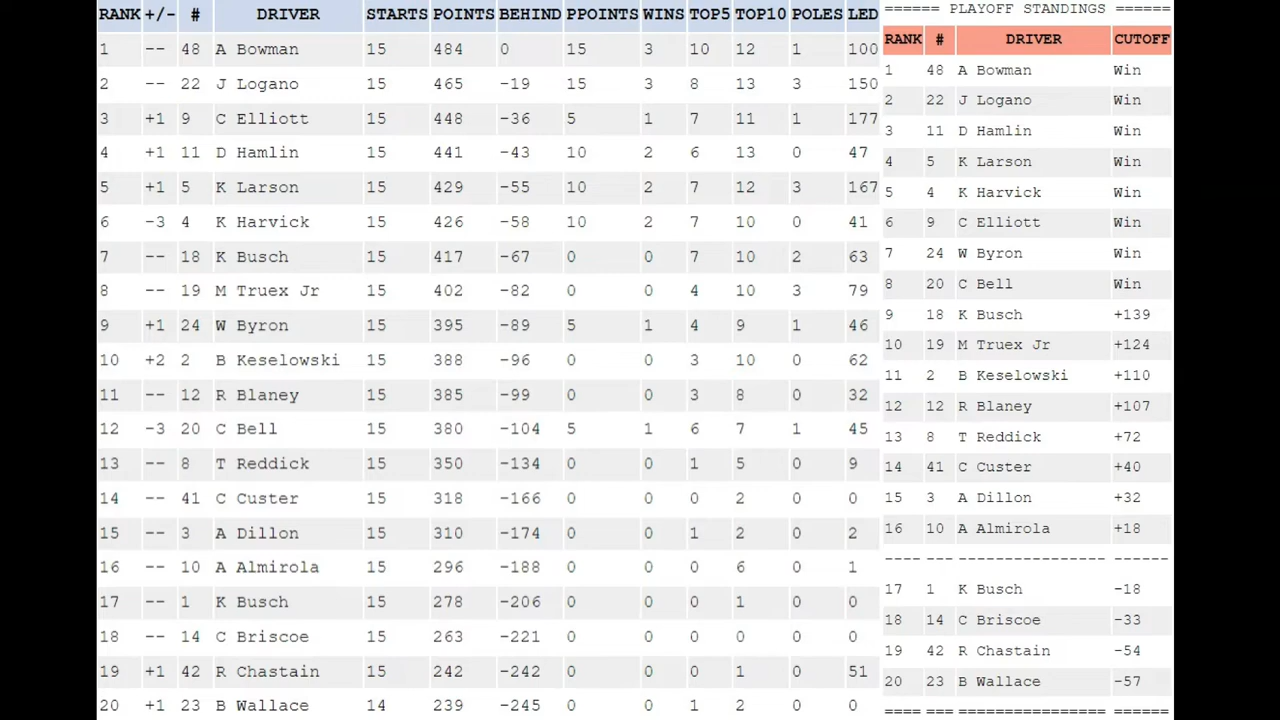 RANK +/- # DRIVER STARTS POINTS BEHIND PPOINTS WINS TOP5 TOP10 POLES LED
1 -- 48 A Bowman 15 484 0 15 3 10 12 1 100
2 -- 22 J Logano 15 465 -19 15 3 8 13 3 150
3 +1 9 C Elliott 15 448 -36 5 1 7 11 1 177
4 +1 11 D Hamlin 15 441 -43 10 2 6 13 0 47
5 +1 5 K Larson 15 429 -55 10 2 7 12 3 167
6 -3 4 K Harvick 15 426 -58 10 2 7 10 0 41
7 -- 18 K Busch 15 417 -67 0 0 7 10 2 63
8 -- 19 M Truex Jr 15 402 -82 0 0 4 10 3 79
9 +1 24 W Byron 15 395 -89 5 1 4 9 1 46
10 +2 2 B Keselowski 15 388 -96 0 0 3 10 0 62
11 -- 12 R Blaney 15 385 -99 0 0 3 8 0 32
12 -3 20 C Bell 15 380 -104 5 1 6 7 1 45
13 -- 8 T Reddick 15 350 -134 0 0 1 5 0 9
14 -- 41 C Custer 15 318 -166 0 0 0 2 0 0
15 -- 3 A Dillon 15 310 -174 0 0 1 2 0 2
16 -- 10 A Almirola 15 296 -188 0 0 0 6 0 1
17 -- 1 K Busch 15 278 -206 0 0 0 1 0 0
18 -- 14 C Briscoe 15 263 -221 0 0 0 0 0 0
19 +1 42 R Chastain 15 242 -242 0 0 0 1 0 51
20 +1 23 B Wallace 14 239 -245 0 0 1 2 0 0
====== PLAYOFF STANDINGS ======
RANK # DRIVER CUTOFF
1 48 A Bowman Win
2 22 J Logano Win
3 11 D Hamlin Win
4 5 K Larson Win
5 4 K Harvick Win
6 9 C Elliott Win
7 24 W Byron Win
8 20 C Bell Win
9 18 K Busch +139
10 19 M Truex Jr +124
11 2 B Keselowski +110
12 12 R Blaney +107
13 8 T Reddick +72
14 41 C Custer +40
15 3 A Dillon +32
16 10 A Almirola +18
---- --- ---------------- ------
17 1 K Busch -18
18 14 C Briscoe -33
19 42 R Chastain -54
20 23 B Wallace -57
==== === ================ ======